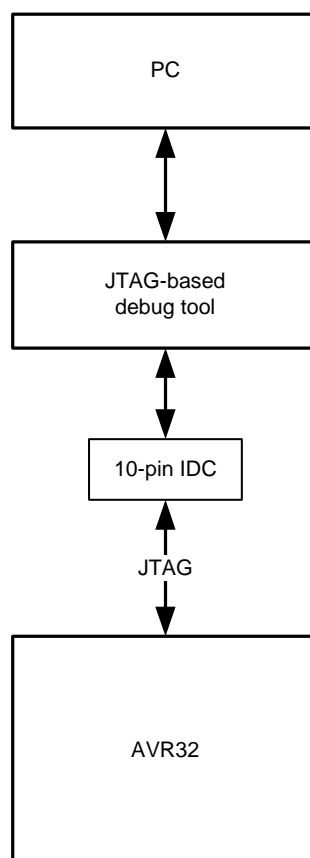 PC
JTAG-based
debug tool
10-pin IDC
JTAG
AVR32